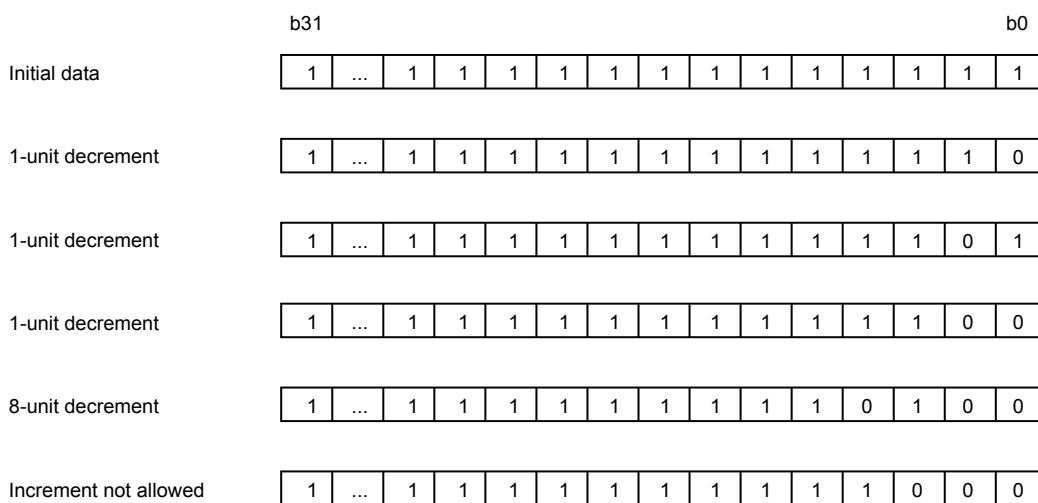 b31 b0
Initial data 1 ... 1 1 1 1 1 1 1 1 1 1 1 1 1
1-unit decrement 1 ... 1 1 1 1 1 1 1 1 1 1 1 1 0
1-unit decrement 1 ... 1 1 1 1 1 1 1 1 1 1 1 0 1
1-unit decrement 1 ... 1 1 1 1 1 1 1 1 1 1 1 0 0
8-unit decrement 1 ... 1 1 1 1 1 1 1 1 1 0 1 0 0
Increment not allowed 1 ... 1 1 1 1 1 1 1 1 1 1 0 0 0